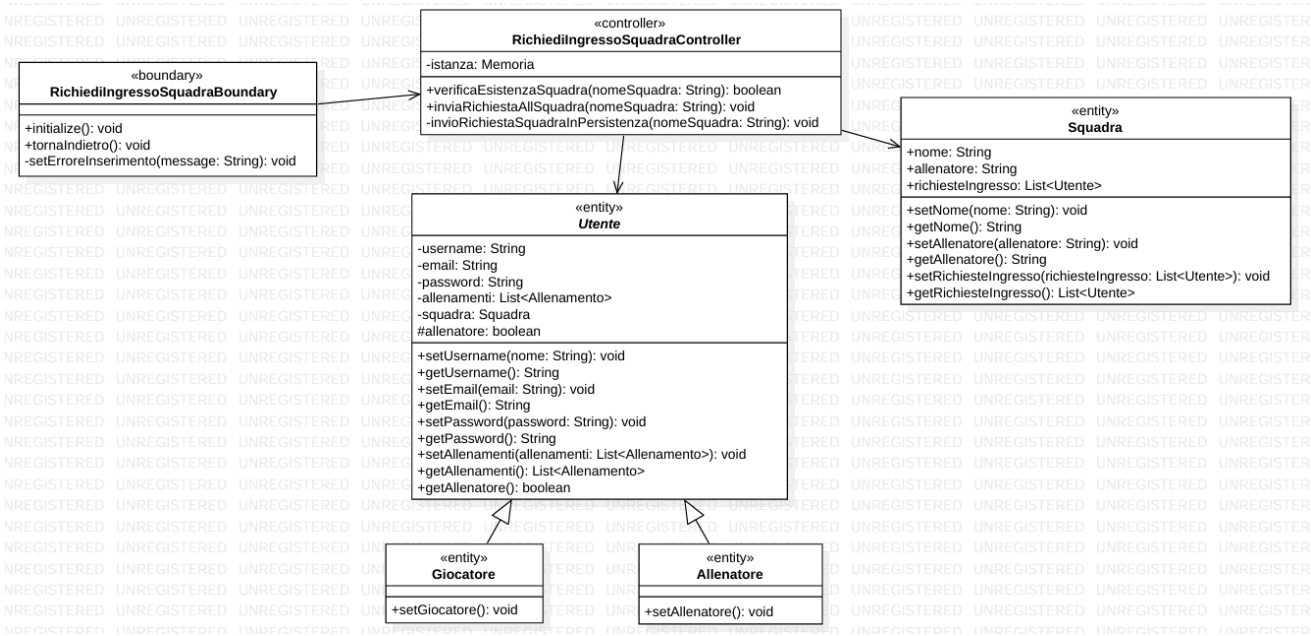 «controller»
RichiediIngressoSquadraController
-istanza: Memoria
+verificaEsistenzaSquadra(nomeSquadra: String): boolean
+inviaRichiestaAllSquadra(nomeSquadra: String): void
-invioRichiestaSquadraInPersistenza(nomeSquadra: String): void
«boundary»
RichiediIngressoSquadraBoundary
+initialize(): void
+tornaIndietro(): void
-setErroreInserimento(message: String): void
«entity»
Squadra
+nome: String
+allenatore: String
+richiesteIngresso: List<Utente>
+setNome(nome: String): void
+getNome(): String
+setAllenatore(allenatore: String): void
+getAllenatore(): String
+setRichiesteIngresso(richiesteIngresso: List<Utente>): void
+getRichiesteIngresso(): List<Utente>
«entity»
Utente
-username: String
-email: String
-password: String
-allenamenti: List<Allenamento>
-squadra: Squadra
#allenatore: boolean
+setUsername(nome: String): void
+getUsername(): String
+setEmail(email: String): void
+getEmail(): String
+setPassword(password: String): void
+getPassword(): String
+setAllenamenti(allenamenti: List<Allenamento>): void
+getAllenamenti(): List<Allenamento>
+getAllenatore(): boolean
«entity»
Giocatore
+setGiocatore(): void
«entity»
Allenatore
+setAllenatore(): void
UNREGISTERED